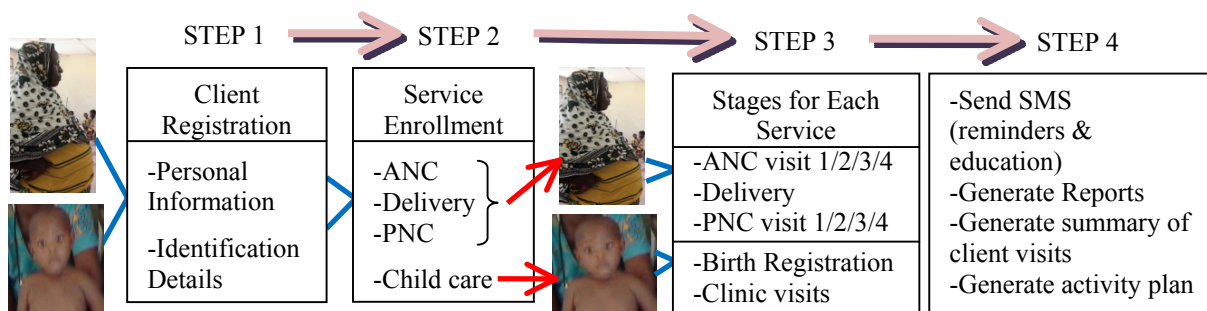 STEP 1
STEP 2
STEP 3
STEP 4
Client
Registration
-Personal
Information
-Identification
Details
Service
Enrollment
-ANC
-Delivery
-PNC
-Child care
Stages for Each
Service
-ANC visit 1/2/3/4
-Delivery
-PNC visit 1/2/3/4
-Birth Registration
-Clinic visits
-Send SMS
(reminders &
education)
-Generate Reports
-Generate summary of
client visits
-Generate activity plan